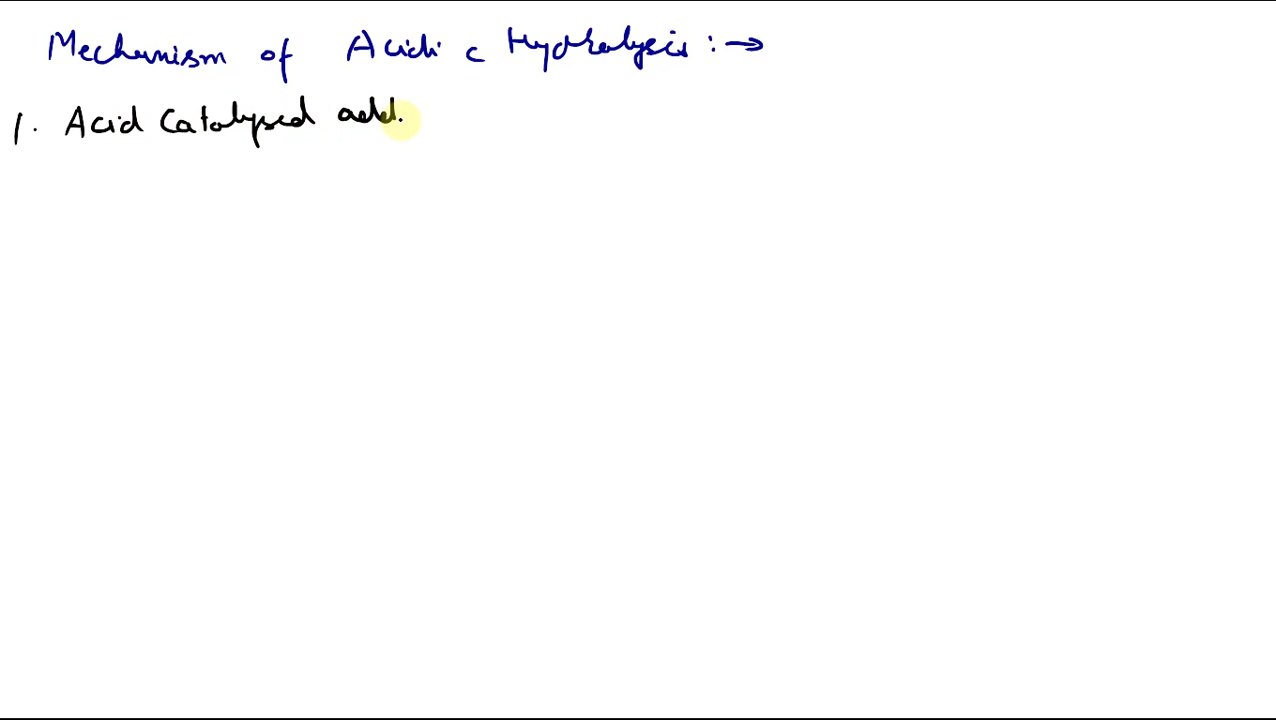 Mechanism of Acidic Hydrolysis :→
1. Acid Catalysed add.